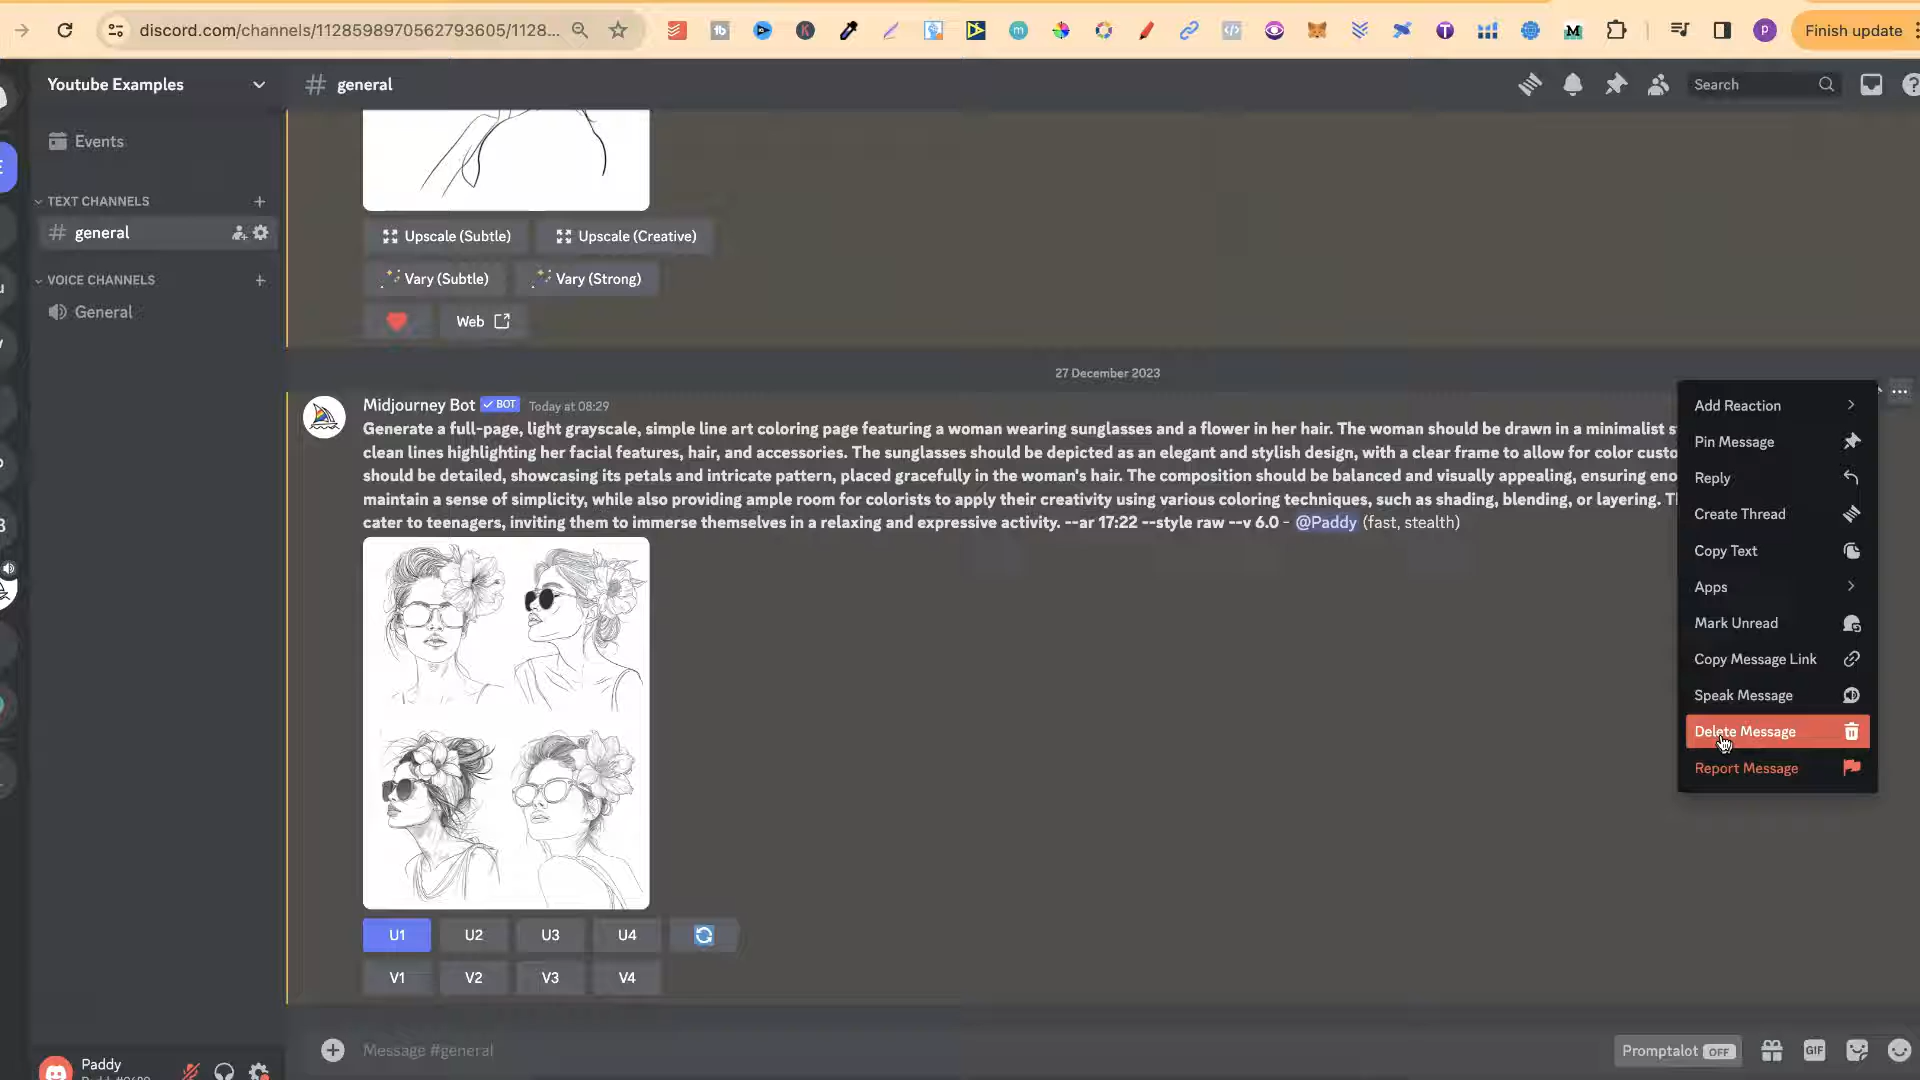 discord.com/channels/1128598970562793605/1128...
Finish update
Youtube Examples
general
Search
Events
TEXT CHANNELS
general
VOICE CHANNELS
General
Upscale (Subtle)
Upscale (Creative)
Vary (Subtle)
Vary (Strong)
Web
27 December 2023
Midjourney Bot BOT Today at 08:29
Generate a full-page, light grayscale, simple line art coloring page featuring a woman wearing sunglasses and a flower in her hair. The woman should be drawn in a minimalist s
clean lines highlighting her facial features, hair, and accessories. The sunglasses should be depicted as an elegant and stylish design, with a clear frame to allow for color custo
should be detailed, showcasing its petals and intricate pattern, placed gracefully in the woman's hair. The composition should be balanced and visually appealing, ensuring eno
maintain a sense of simplicity, while also providing ample room for colorists to apply their creativity using various coloring techniques, such as shading, blending, or layering. T
cater to teenagers, inviting them to immerse themselves in a relaxing and expressive activity. --ar 17:22 --style raw --v 6.0 - @Paddy (fast, stealth)
Add Reaction
Pin Message
Reply
Create Thread
Copy Text
Apps
Mark Unread
Copy Message Link
Speak Message
Delete Message
Report Message
U1 U2 U3 U4
V1 V2 V3 V4
Message #general
Promptalot OFF
GIF
Paddy